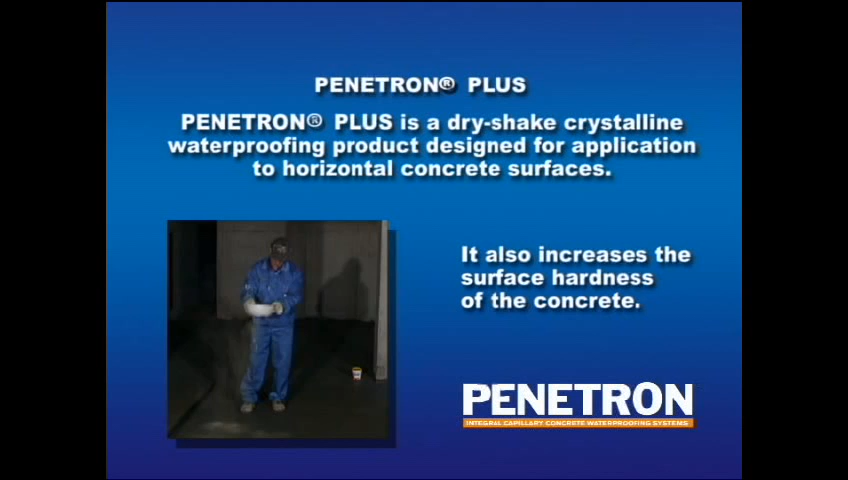 PENETRON® PLUS
PENETRON® PLUS is a dry-shake crystalline
waterproofing product designed for application
to horizontal concrete surfaces.
It also increases the
surface hardness
of the concrete.
PENETRON
INTEGRAL CAPILLARY CONCRETE WATERPROOFING SYSTEMS